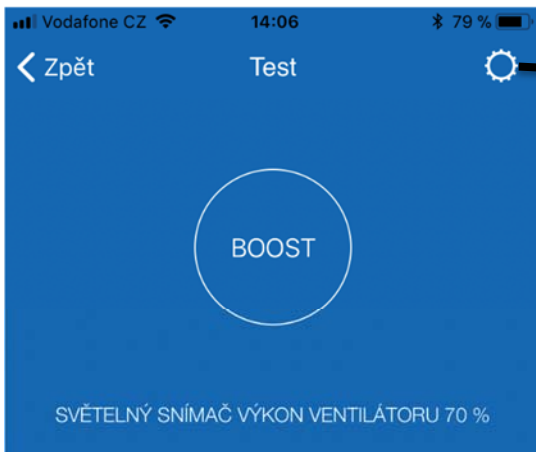 Vodafone CZ 14:06 79 %
Zpět Test
BOOST
SVĚTELNÝ SNÍMAČ VÝKON VENTILÁTORU 70 %